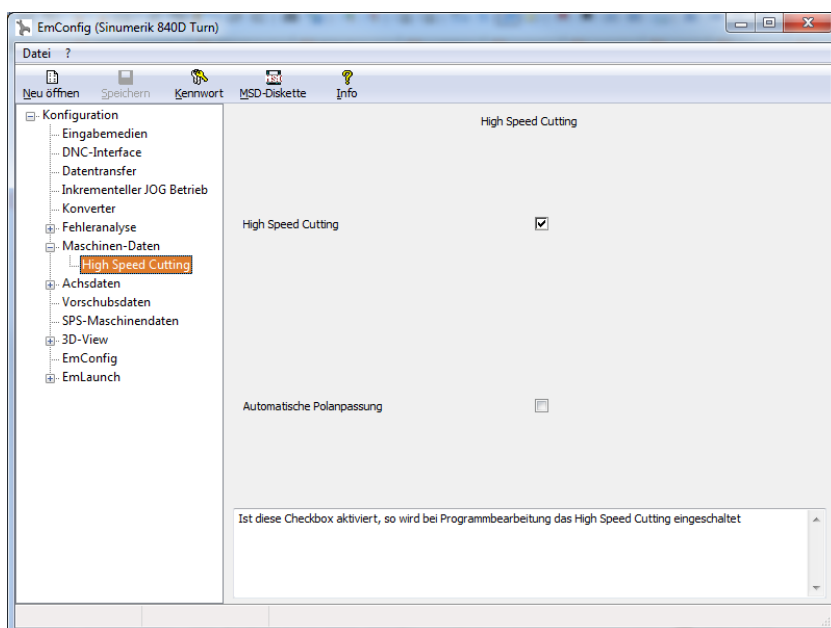 EmConfig (Sinumerik 840D Turn)
Datei ?
Neu öffnen Speichern Kennwort MSD-Diskette Info
Konfiguration
Eingabemedien
DNC-Interface
Datentransfer
Inkrementeller JOG Betrieb
Konverter
Fehleranalyse
Maschinen-Daten
High Speed Cutting
Achsdaten
Vorschubsdaten
SPS-Maschinendaten
3D-View
EmConfig
EmLaunch
High Speed Cutting
High Speed Cutting
Automatische Polanpassung
Ist diese Checkbox aktiviert, so wird bei Programmbearbeitung das High Speed Cutting eingeschaltet